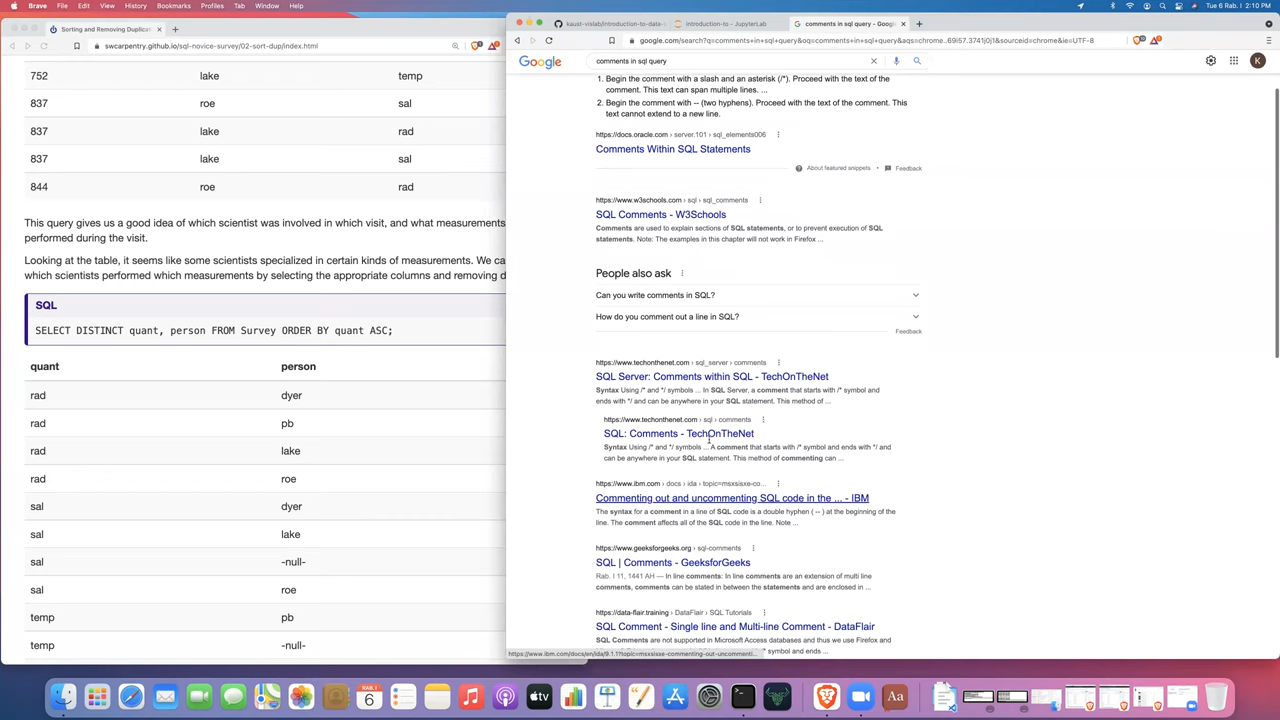 Brave File Edit View History Bookmarks Window Help
Tue 6 Rab. I 2:10 PM
Sorting and Removing Duplicat
swcarpentry.github.io/sql-novice-survey/02-sort-dup/index.html
752 lake temp
837 roe sal
837 lake rad
837 lake sal
844 roe rad
This query gives us a good idea of which scientist was involved in which visit, and what measurements
performed during the visit.
Looking at the table, it seems like some scientists specialized in certain kinds of measurements. We ca
which scientists performed which measurements by selecting the appropriate columns and removing d
SQL
SELECT DISTINCT quant, person FROM Survey ORDER BY quant ASC;
quant person
rad dyer
rad pb
rad lake
rad roe
sal dyer
sal lake
sal -null-
sal roe
temp pb
temp -null-
kaust-vislab/introduction-to-data-
introduction-to - JupyterLab
comments in sql query - Googl
google.com/search?q=comments+in+sql+query&oq=comments+in+sql+query&aqs=chrome..69i57.3741j0j1&sourceid=chrome&ie=UTF-8
Google
comments in sql query
K
1. Begin the comment with a slash and an asterisk (/*). Proceed with the text of the
comment. This text can span multiple lines. ...
2. Begin the comment with -- (two hyphens). Proceed with the text of the comment. This
text cannot extend to a new line.
https://docs.oracle.com › server.101 › sql_elements006
Comments Within SQL Statements
About featured snippets • Feedback
https://www.w3schools.com › sql › sql_comments
SQL Comments - W3Schools
Comments are used to explain sections of SQL statements, or to prevent execution of SQL
statements. Note: The examples in this chapter will not work in Firefox ...
People also ask
Can you write comments in SQL?
How do you comment out a line in SQL?
Feedback
https://www.techonthenet.com › sql_server › comments
SQL Server: Comments within SQL - TechOnTheNet
Syntax Using /* and */ symbols ... In SQL Server, a comment that starts with /* symbol and
ends with */ and can be anywhere in your SQL statement. This method of ...
https://www.techonthenet.com › sql › comments
SQL: Comments - TechOnTheNet
Syntax Using /* and */ symbols ... A comment that starts with /* symbol and ends with */ and
can be anywhere in your SQL statement. This method of commenting can ...
https://www.ibm.com › docs › ida › topic=msxsisxe-co...
Commenting out and uncommenting SQL code in the ... - IBM
The syntax for a comment in a line of SQL code is a double hyphen ( -- ) at the beginning of the
line. The comment affects all of the SQL code in the line. Note ...
https://www.geeksforgeeks.org › sql-comments
SQL | Comments - GeeksforGeeks
Rab. I 11, 1441 AH — In line comments: In line comments are an extension of multi line
comments, comments can be stated in between the statements and are enclosed in ...
https://data-flair.training › DataFlair › SQL Tutorials
SQL Comment - Single line and Multi-line Comment - DataFlair
SQL Comments are not supported in Microsoft Access databases and thus we use Firefox and
symbol and ends ...
RAB. I
6
tv
Aa